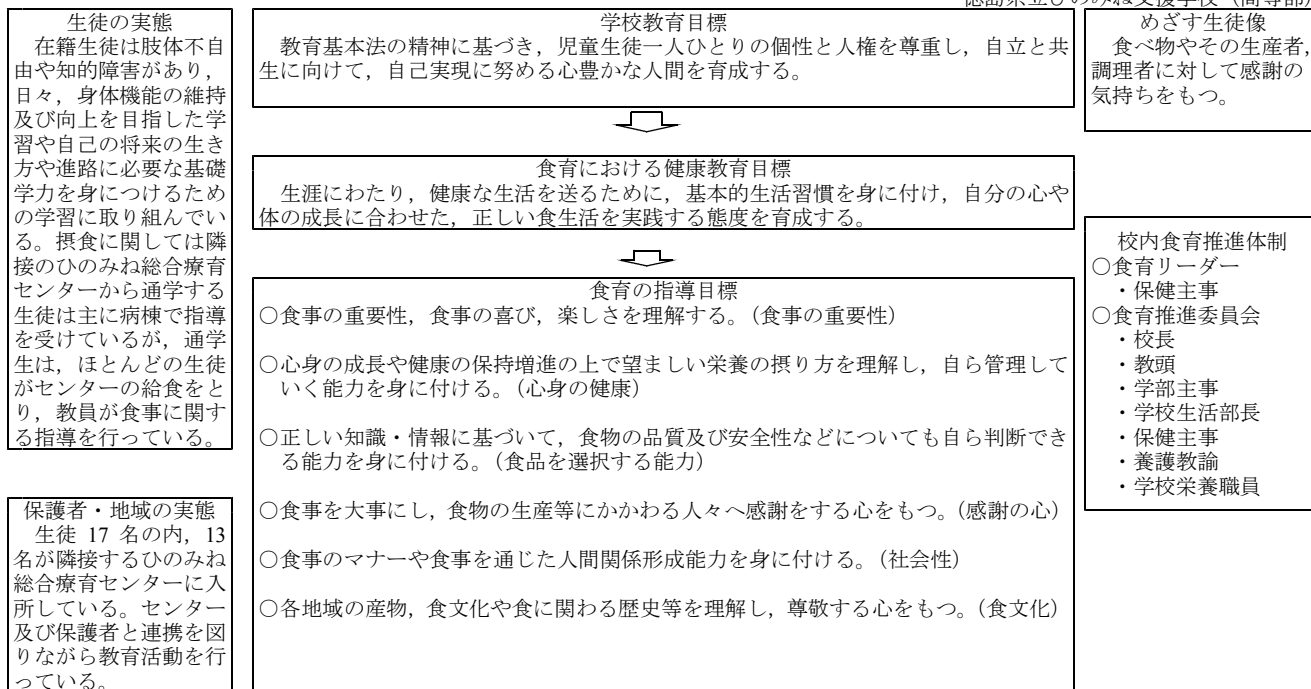 生徒の実態
在籍生徒は肢体不自
由や知的障害があり，
日々，身体機能の維持
及び向上を目指した学
習や自己の将来の生き
方や進路に必要な基礎
学力を身につけるため
の学習に取り組んでい
る。摂食に関しては隣
接のひのみね総合療育
センターから通学する
生徒は主に病棟で指導
を受けているが，通学
生は，ほとんどの生徒
がセンターの給食をと
り，教員が食事に関す
る指導を行っている。
保護者・地域の実態
生徒 17 名の内，13
名が隣接するひのみね
総合療育センターに入
所している。センター
及び保護者と連携を図
りながら教育活動を行
っている。
学校教育目標
教育基本法の精神に基づき，児童生徒一人ひとりの個性と人権を尊重し，自立と共
生に向けて，自己実現に努める心豊かな人間を育成する。
食育における健康教育目標
生涯にわたり，健康な生活を送るために，基本的生活習慣を身に付け，自分の心や
体の成長に合わせた，正しい食生活を実践する態度を育成する。
食育の指導目標
○食事の重要性，食事の喜び，楽しさを理解する。（食事の重要性）
○心身の成長や健康の保持増進の上で望ましい栄養の摂り方を理解し，自ら管理して
いく能力を身に付ける。（心身の健康）
○正しい知識・情報に基づいて，食物の品質及び安全性などについても自ら判断でき
る能力を身に付ける。（食品を選択する能力）
○食事を大事にし，食物の生産等にかかわる人々へ感謝をする心をもつ。（感謝の心）
○食事のマナーや食事を通じた人間関係形成能力を身に付ける。（社会性）
○各地域の産物，食文化や食に関わる歴史等を理解し，尊敬する心をもつ。（食文化）
めざす生徒像
食べ物やその生産者，
調理者に対して感謝の
気持ちをもつ。
校内食育推進体制
○食育リーダー
・保健主事
○食育推進委員会
・校長
・教頭
・学部主事
・学校生活部長
・保健主事
・養護教諭
・学校栄養職員